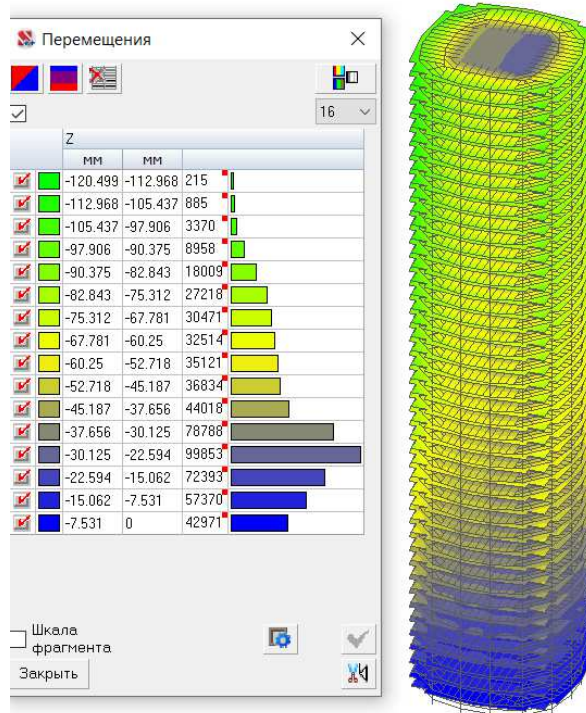 Перемещения
16
Z
мм мм
-120.499 -112.968 215
-112.968 -105.437 885
-105.437 -97.906 3370
-97.906 -90.375 8958
-90.375 -82.843 18009
-82.843 -75.312 27218
-75.312 -67.781 30471
-67.781 -60.25 32514
-60.25 -52.718 35121
-52.718 -45.187 36834
-45.187 -37.656 44018
-37.656 -30.125 78788
-30.125 -22.594 99853
-22.594 -15.062 72393
-15.062 -7.531 57370
-7.531 0 42971
Шкала
фрагмента
Закрыть